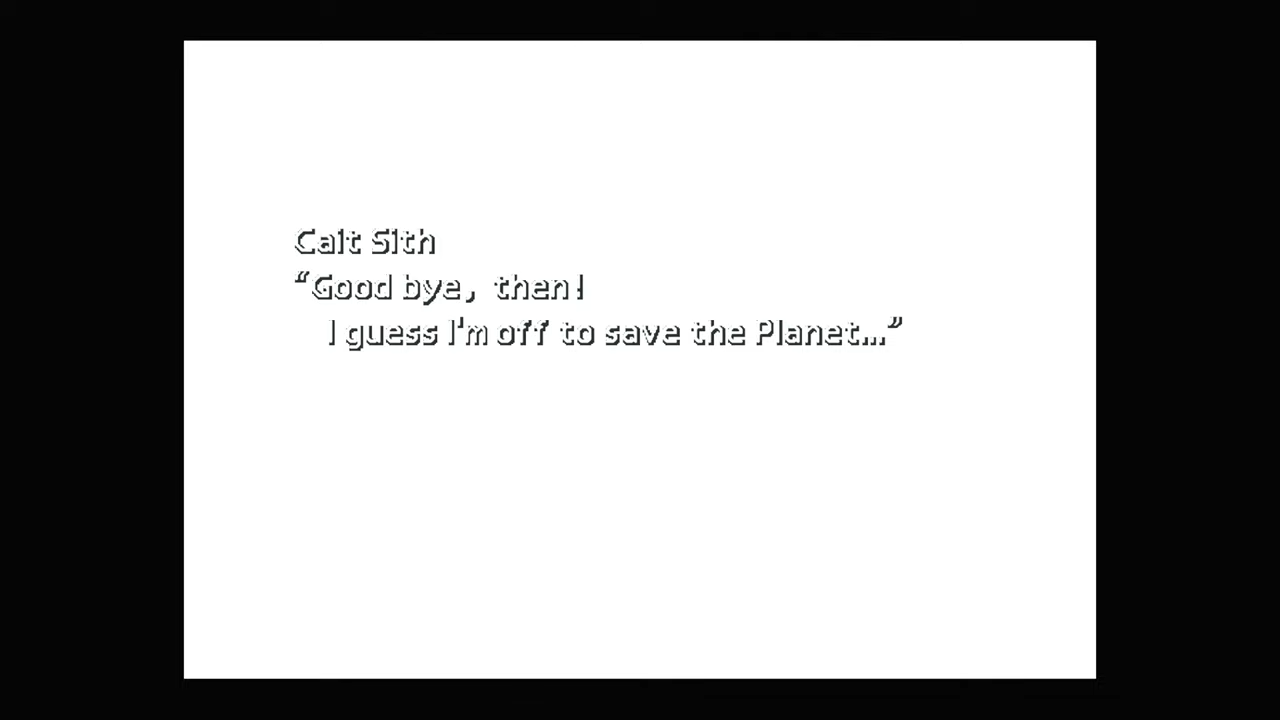 Cait Sith
“Good bye, then!
I guess I'm off to save the Planet...”